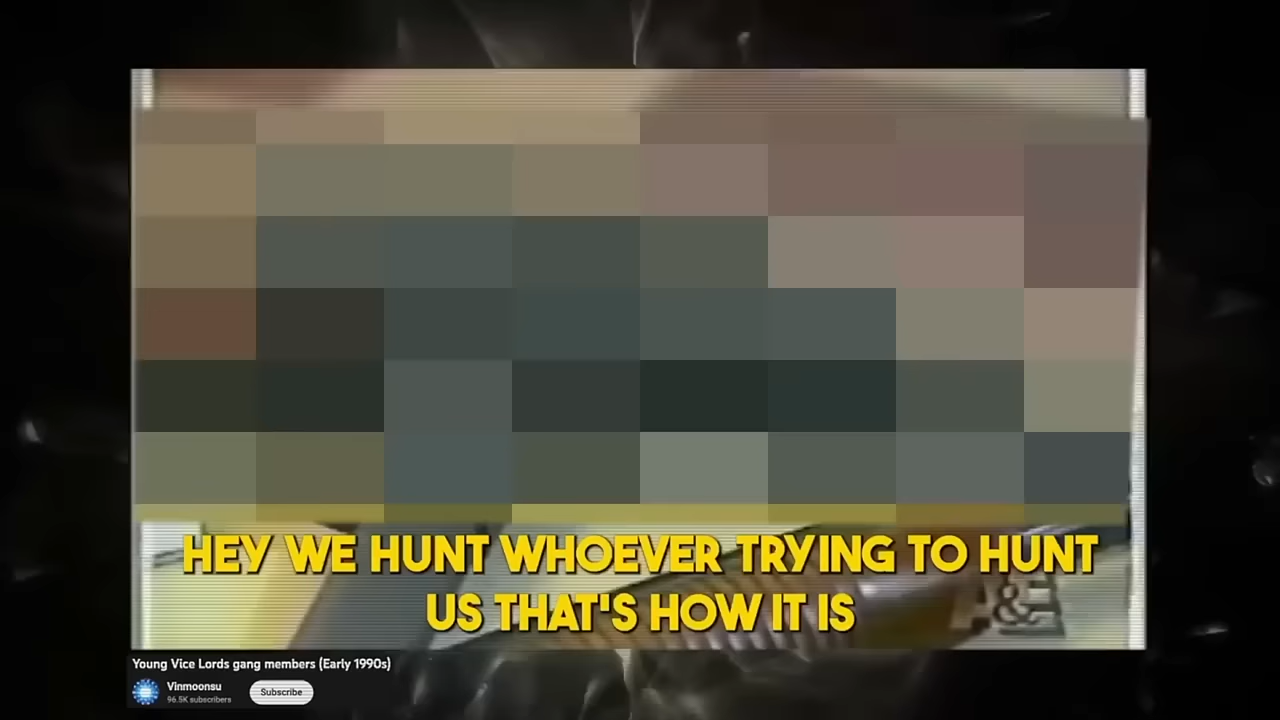 HEY WE HUNT WHOEVER TRYING TO HUNT
US THAT'S HOW IT IS
A&E
Young Vice Lords gang members (Early 1990s)
Vinmoonsu
96.5K subscribers
Subscribe